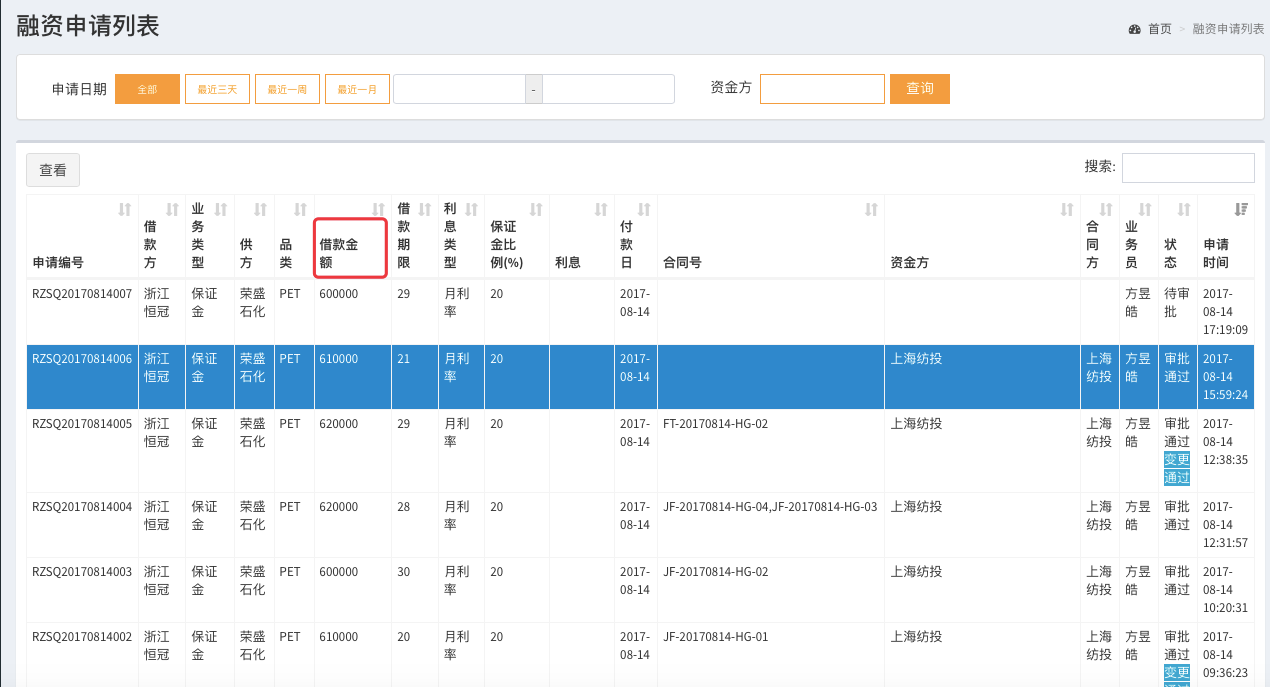 融资申请列表
首页 > 融资申请列表
申请日期 全部 最近三天 最近一周 最近一月 - 资金方 查询
查看 搜索:
申请编号 借款方 业务类型 供方 品类 借款金额 借款期限 利息类型 保证金比例(%) 利息 付款日 合同号 资金方 合同方 业务员 状态 申请时间
RZSQ20170814007 浙江恒冠 保证金 荣盛石化 PET 600000 29 月利率 20 2017-08-14 方昱皓 待审批 2017-08-14 17:19:09
RZSQ20170814006 浙江恒冠 保证金 荣盛石化 PET 610000 21 月利率 20 2017-08-14 上海纺投 上海纺投 方昱皓 审批通过 2017-08-14 15:59:24
RZSQ20170814005 浙江恒冠 保证金 荣盛石化 PET 620000 29 月利率 20 2017-08-14 FT-20170814-HG-02 上海纺投 上海纺投 方昱皓 审批通过 变更通过 2017-08-14 12:38:35
RZSQ20170814004 浙江恒冠 保证金 荣盛石化 PET 620000 28 月利率 20 2017-08-14 JF-20170814-HG-04,JF-20170814-HG-03 上海纺投 上海纺投 方昱皓 审批通过 2017-08-14 12:31:57
RZSQ20170814003 浙江恒冠 保证金 荣盛石化 PET 600000 30 月利率 20 2017-08-14 JF-20170814-HG-02 上海纺投 上海纺投 方昱皓 审批通过 2017-08-14 10:20:31
RZSQ20170814002 浙江恒冠 保证金 荣盛石化 PET 610000 20 月利率 20 2017-08-14 JF-20170814-HG-01 上海纺投 上海纺投 方昱皓 审批通过 变更 2017-08-14 09:36:23